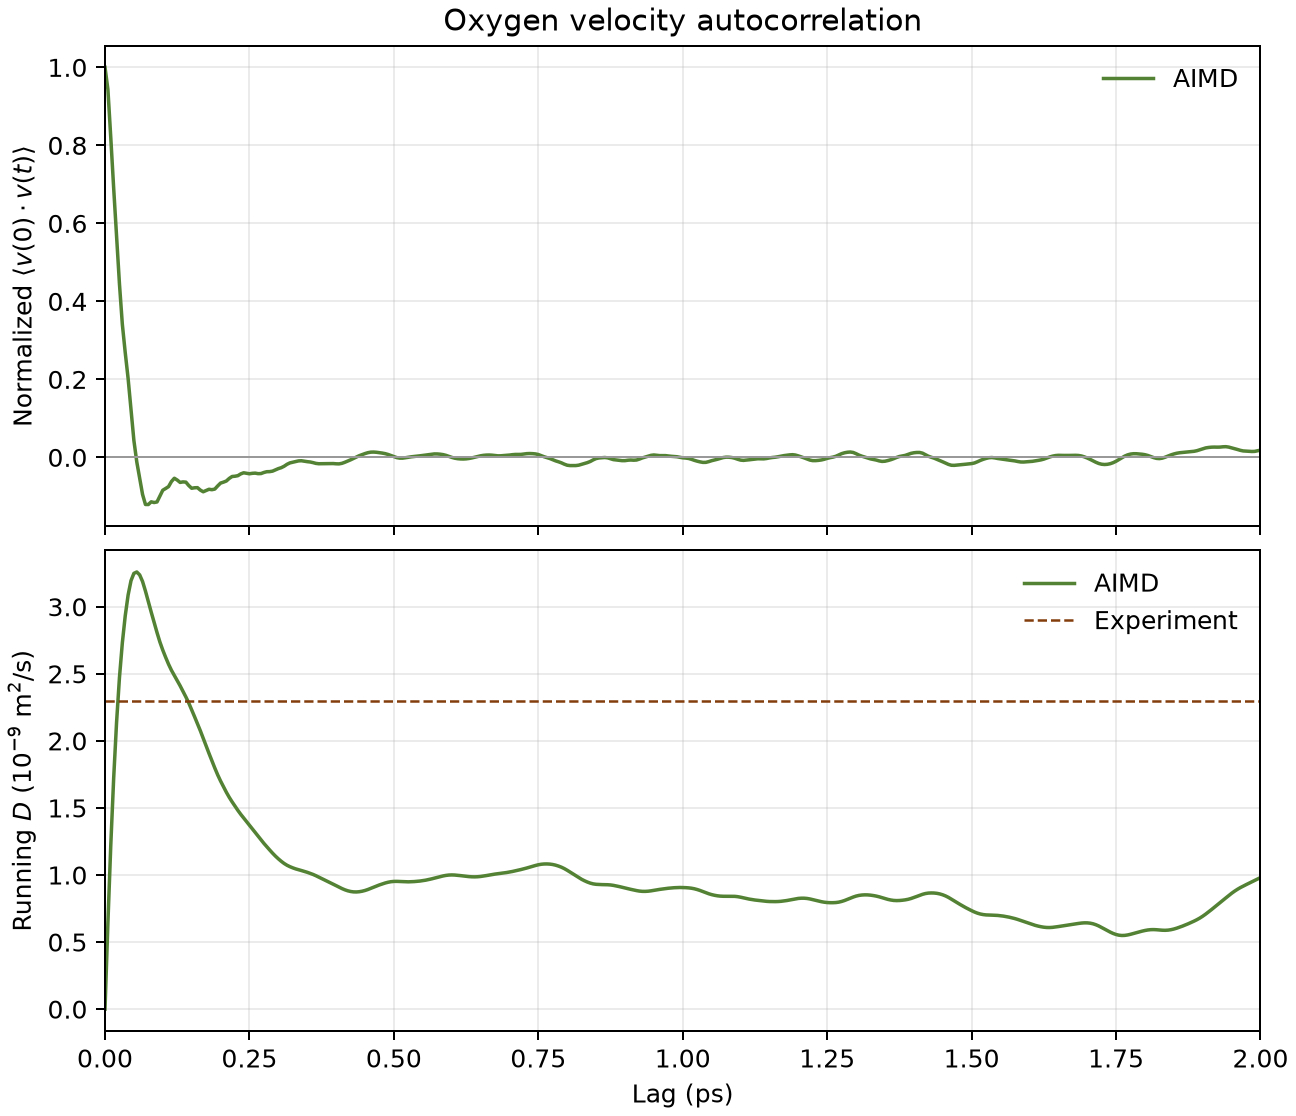 Oxygen velocity autocorrelation
Normalized ⟨v(0) · v(t)⟩
1.0
0.8
0.6
0.4
0.2
0.0
AIMD
Running D (10⁻⁹ m²/s)
3.0
2.5
2.0
1.5
1.0
0.5
0.0
AIMD
Experiment
0.00 0.25 0.50 0.75 1.00 1.25 1.50 1.75 2.00
Lag (ps)